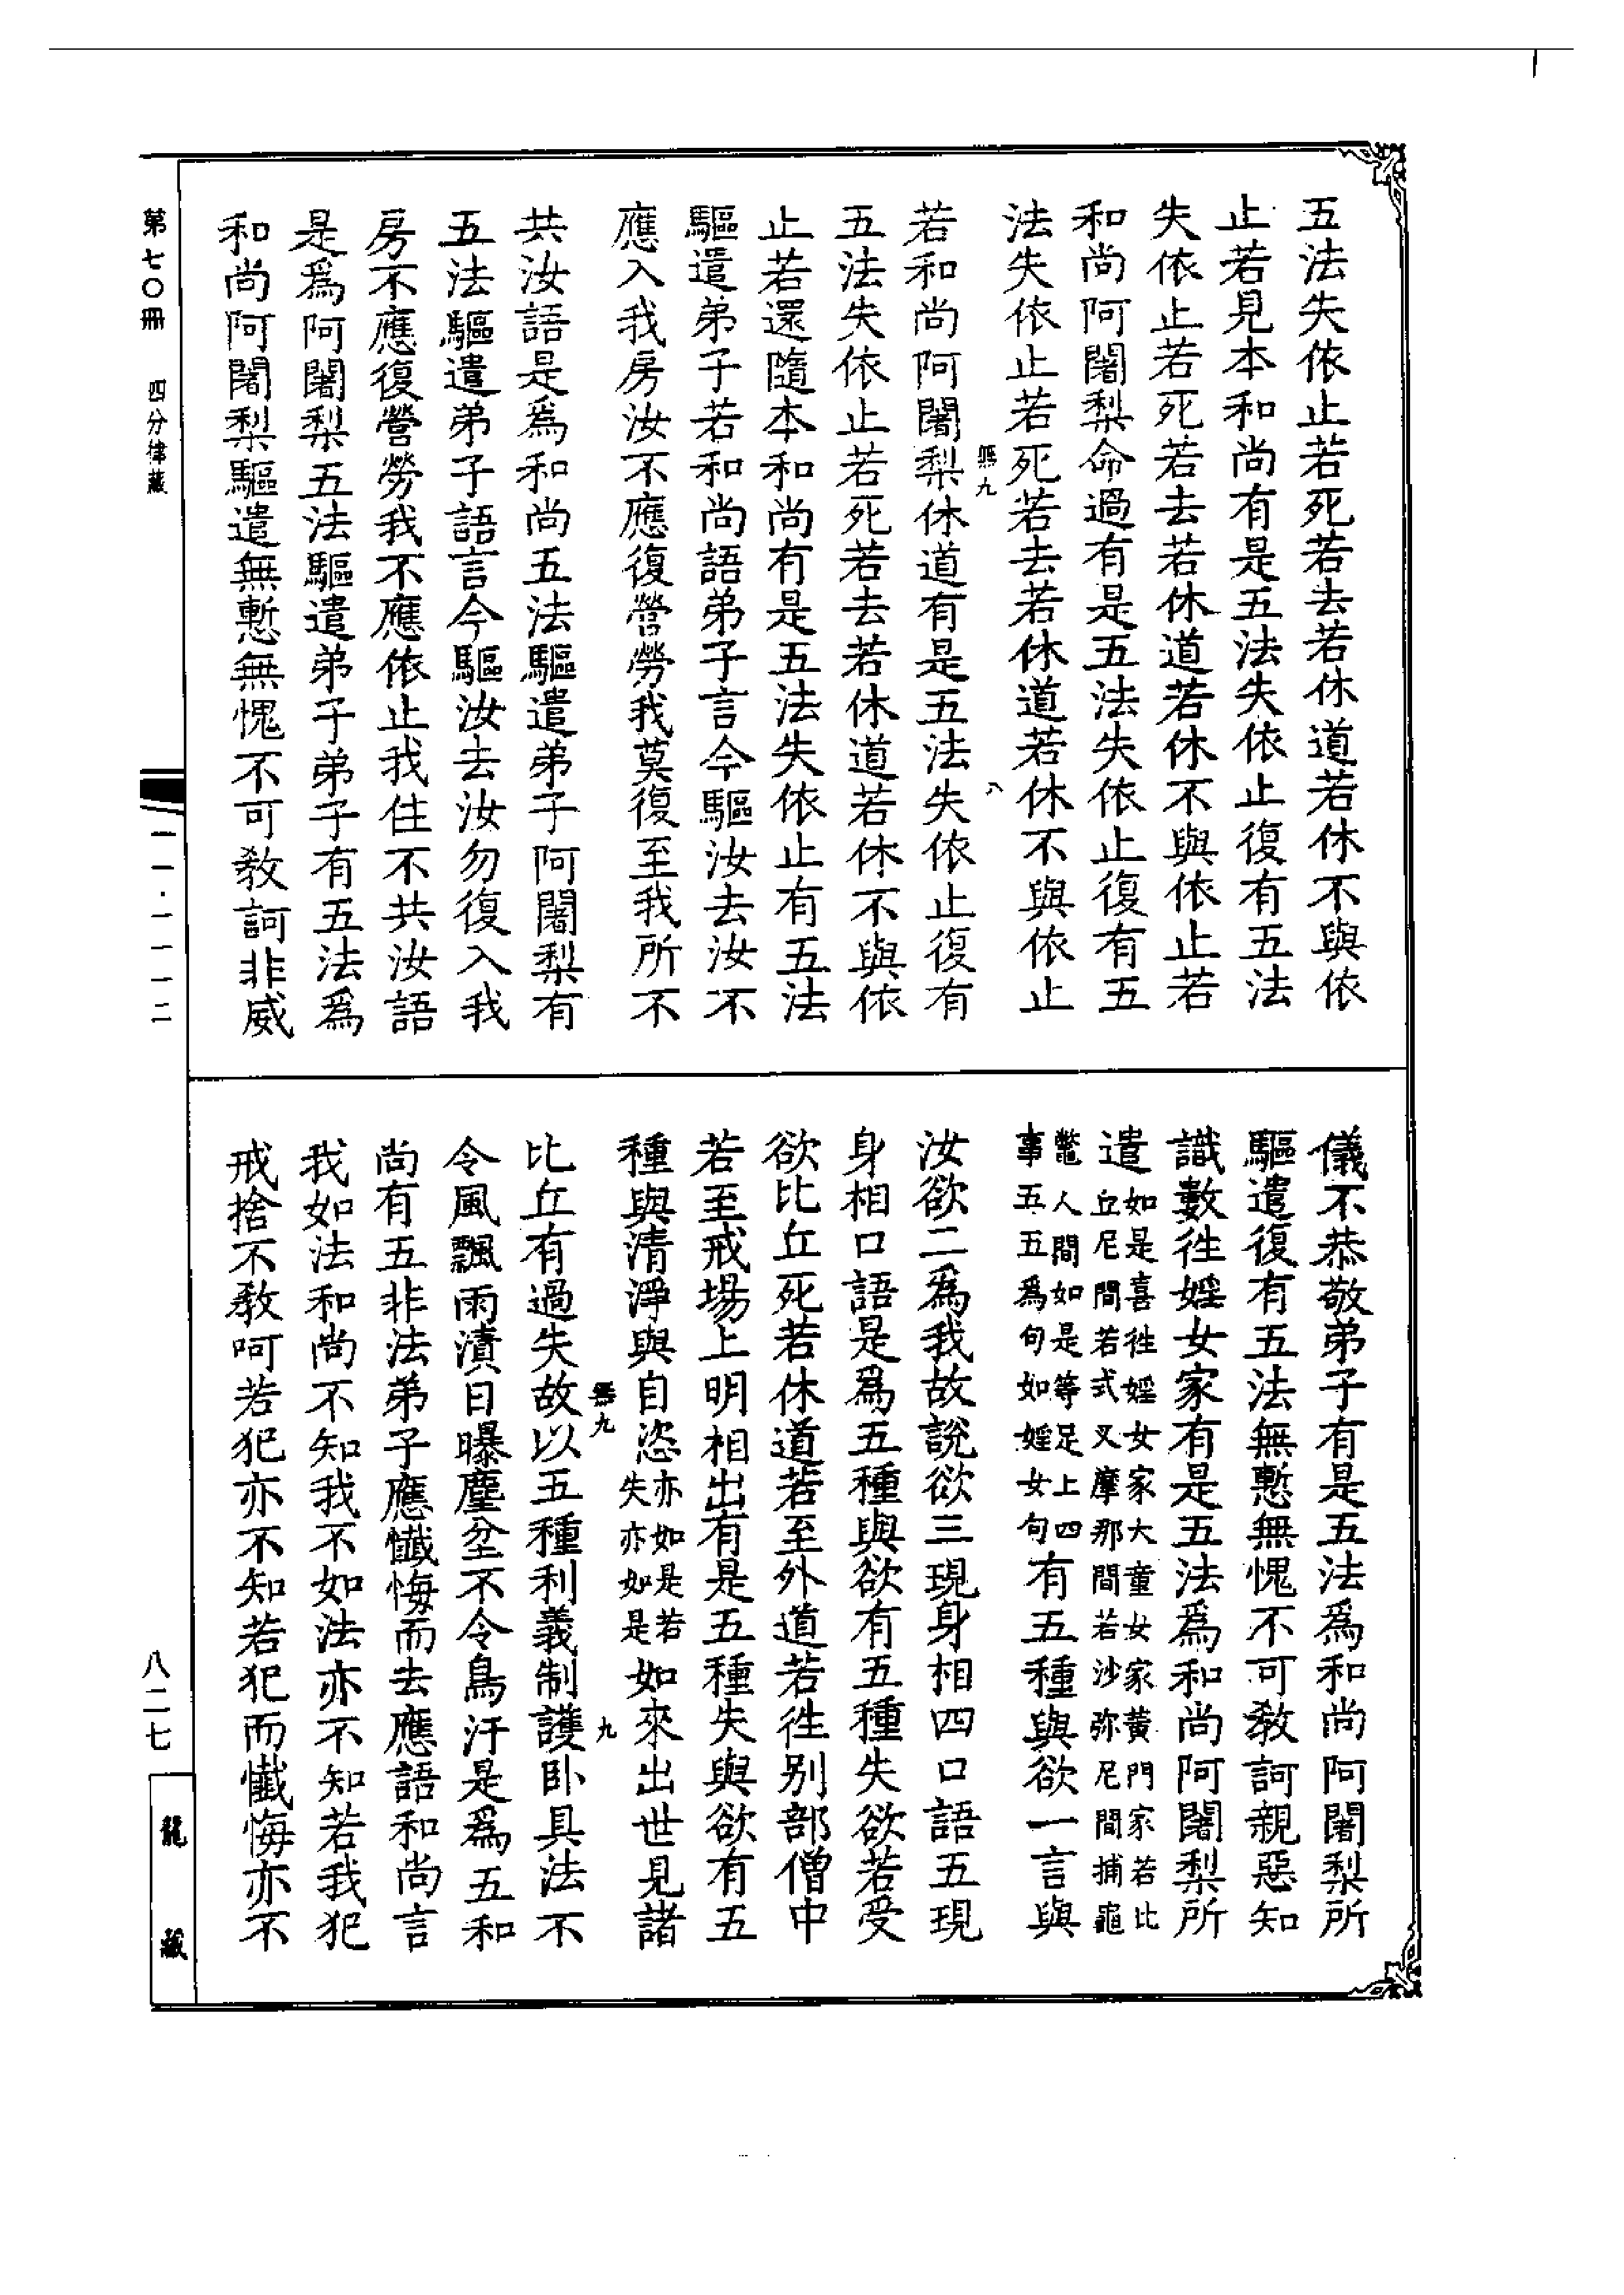 五法失依止若死若去若休道若休不與依
止若見本和尚有是五法失依止復有五法
失依止若死若去若休道若休不與依止若
和尚阿闍梨命過有是五法失依止復有五
法失依止若死若去若休道若休不與依止
若和尚阿闍梨休道有是五法失依止復有
五法失依止若死若去若休道若休不與依
止若還隨本和尚有是五法失依止有五法
驅遣弟子若和尚語弟子言今驅汝去汝不
應入我房汝不應復營勞我莫復至我所不
共汝語是爲和尚五法驅遣弟子阿闍梨有
五法驅遣弟子語言今驅汝去汝勿復入我
房不應復營勞我不應依止我住不共汝語
是爲阿闍梨五法驅遣弟子弟子有五法爲
和尚阿闍梨驅遣無慙無愧不可教訶非威
儀不恭敬弟子有是五法爲和尚阿闍梨所
驅遣復有五法無慙無愧不可教訶親惡知
識數往婬女家有是五法爲和尚阿闍梨所
遣如是喜往婬女家大童女家黃門家若比
丘尼間若式叉摩那間若沙弥尼間捕龜
鼈人間如是等足上四
事五五爲句如婬女句有五種與欲一言與
汝欲二爲我故說欲三現身相四口語五現
身相口語是爲五種與欲有五種失欲若受
欲比丘死若休道若至外道若往別部僧中
若至戒場上明相出有是五種失與欲有五
種與清淨與自恣亦如是若
失亦如是如來出世見諸
比丘有過失故以五種利義制護臥具法不
令風飄雨漬日曝塵坌不令鳥汙是爲五和
尚有五非法弟子應懺悔而去應語和尚言
我如法和尚不知我不如法亦不知若我犯
戒捨不教呵若犯亦不知若犯而懺悔亦不
無九
八
無九
九
第七〇冊 四分律藏
一一·一一一二
八二七
龍藏